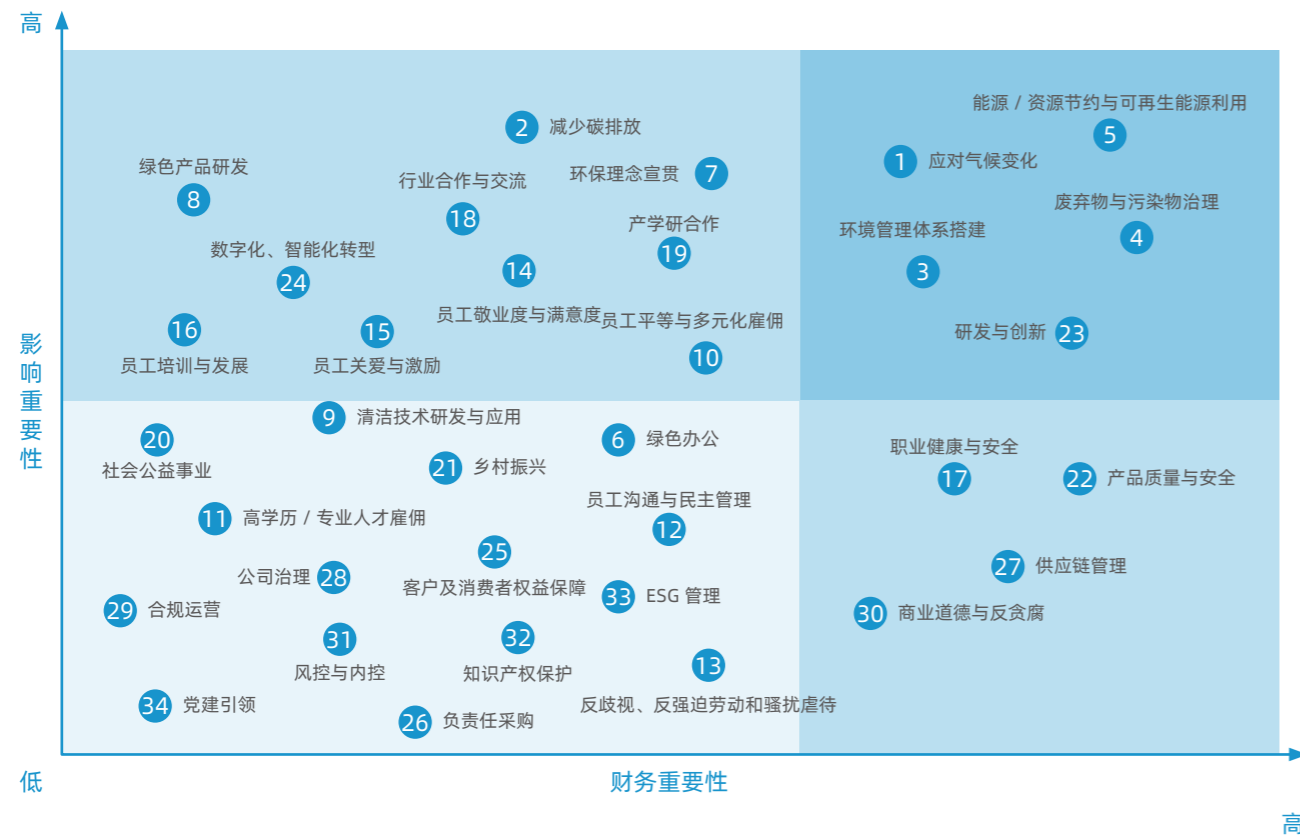 高
能源 / 资源节约与可再生能源利用
5
2 减少碳排放
1 应对气候变化
绿色产品研发
8
行业合作与交流
18
环保理念宣贯 7
废弃物与污染物治理
4
产学研合作
19
环境管理体系搭建
3
数字化、智能化转型
24
14
员工敬业度与满意度
员工平等与多元化雇佣
10
16
员工培训与发展
15
员工关爱与激励
研发与创新 23
影响重要性
9 清洁技术研发与应用
20
社会公益事业
6 绿色办公
21 乡村振兴
职业健康与安全
17
22 产品质量与安全
员工沟通与民主管理
12
11 高学历 / 专业人才雇佣
25
客户及消费者权益保障
公司治理 28
27 供应链管理
29 合规运营
33 ESG 管理
30 商业道德与反贪腐
31
风控与内控
32
知识产权保护
13
反歧视、反强迫劳动和骚扰虐待
34 党建引领
26 负责任采购
低
财务重要性
高